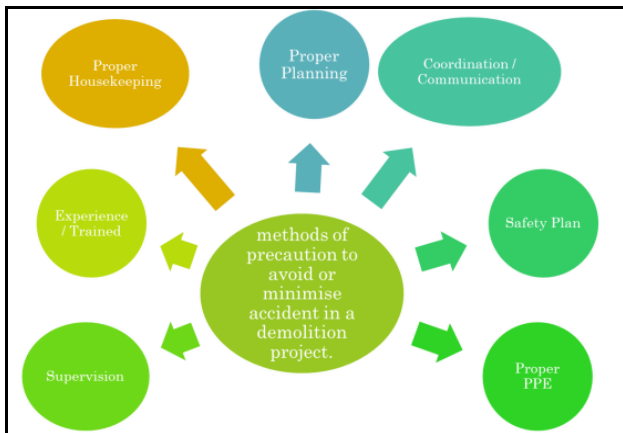 Proper
Housekeeping
Proper
Planning
Coordination /
Communication
Experience
/ Trained
methods of
precaution to
avoid or
minimise
accident in a
demolition
project.
Safety Plan
Supervision
Proper
PPE